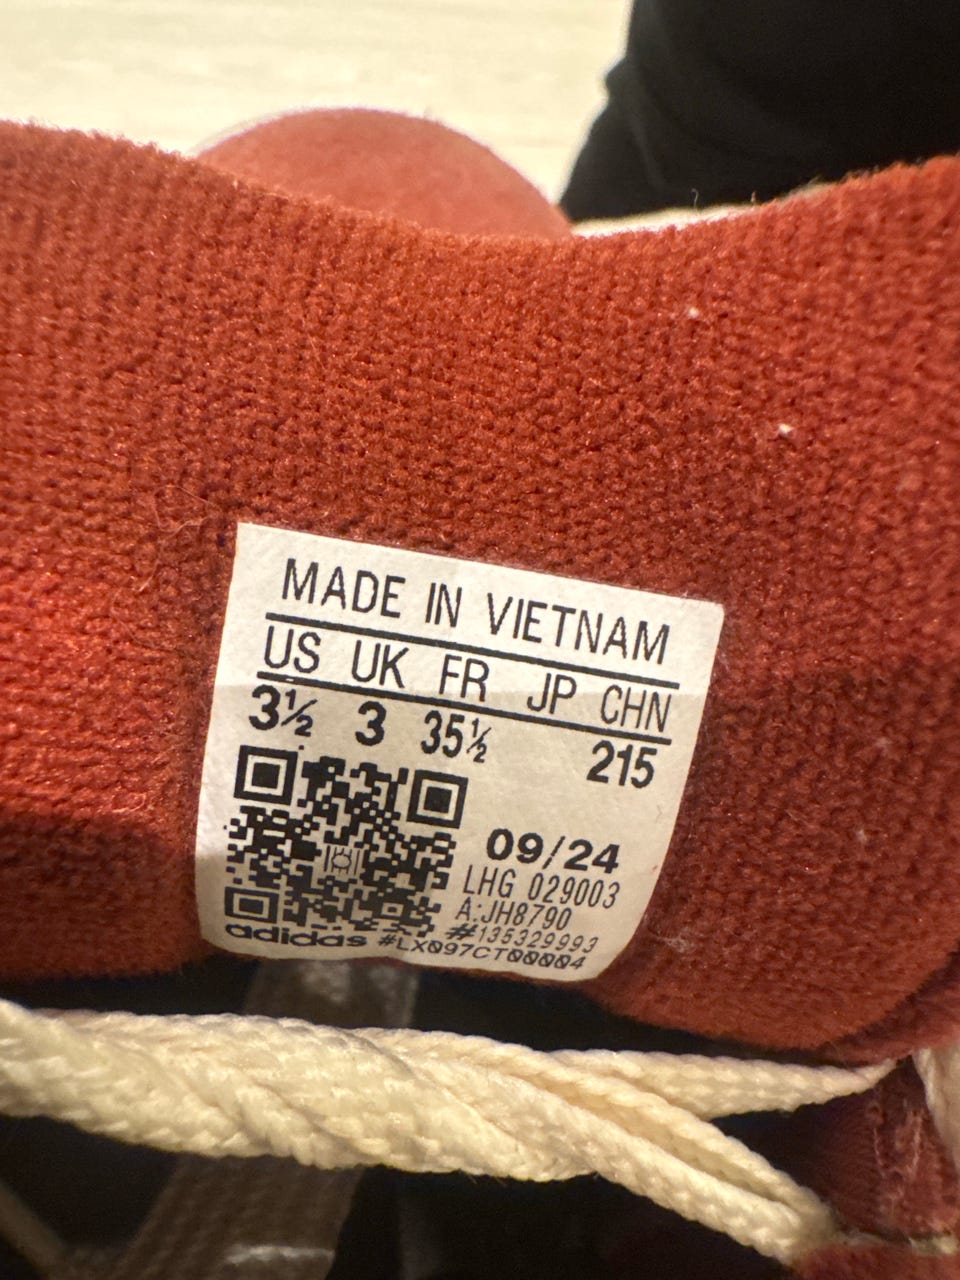 MADE IN VIETNAM
US UK FR JP CHN
3½ 3 35½ 215
09/24
LHG 029003
A:JH8790
#135329993
adidas #LX097CT00004